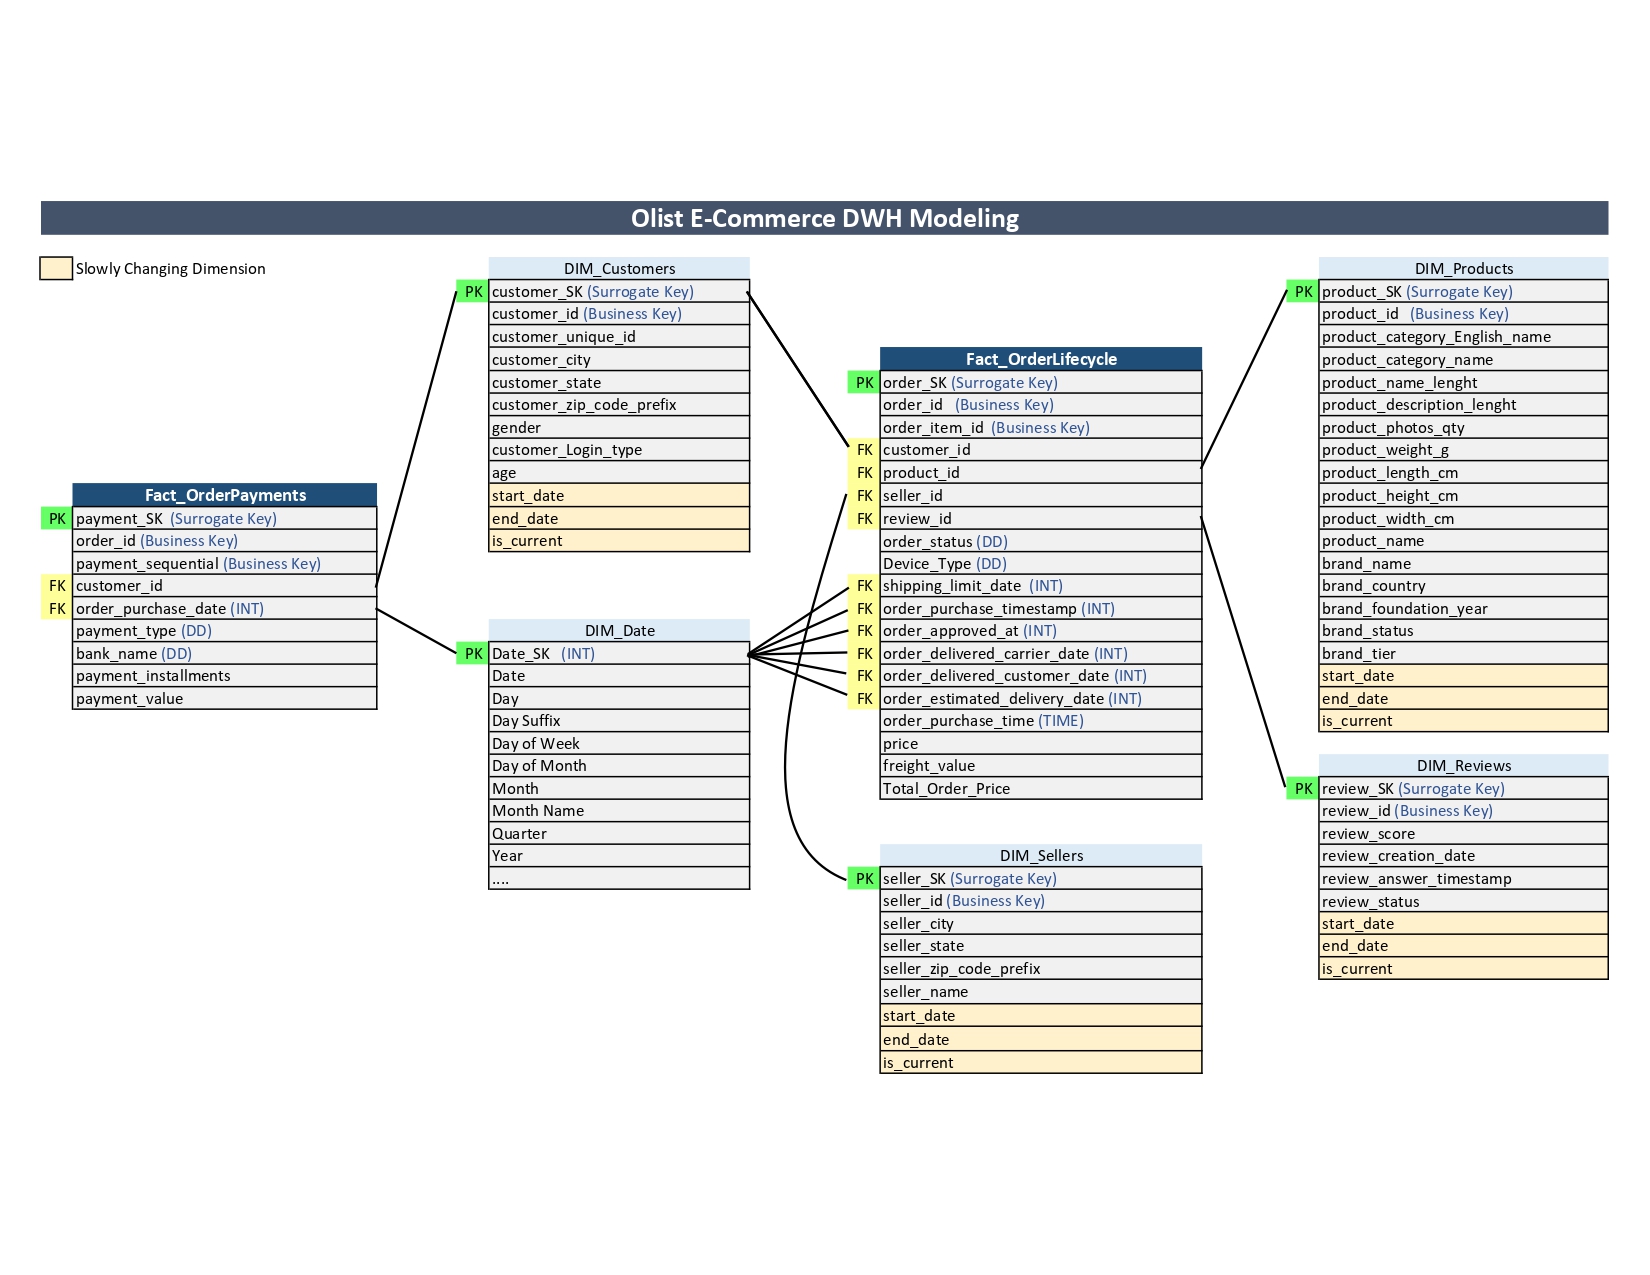 Olist E-Commerce DWH Modeling
Slowly Changing Dimension
DIM_Customers
PK customer_SK (Surrogate Key)
customer_id (Business Key)
customer_unique_id
customer_city
customer_state
customer_zip_code_prefix
gender
customer_Login_type
age
start_date
end_date
is_current
Fact_OrderPayments
PK payment_SK (Surrogate Key)
order_id (Business Key)
payment_sequential (Business Key)
FK customer_id
FK order_purchase_date (INT)
payment_type (DD)
bank_name (DD)
payment_installments
payment_value
DIM_Date
PK Date_SK (INT)
Date
Day
Day Suffix
Day of Week
Day of Month
Month
Month Name
Quarter
Year
....
Fact_OrderLifecycle
PK order_SK (Surrogate Key)
order_id (Business Key)
order_item_id (Business Key)
FK customer_id
FK product_id
FK seller_id
FK review_id
order_status (DD)
Device_Type (DD)
FK shipping_limit_date (INT)
FK order_purchase_timestamp (INT)
FK order_approved_at (INT)
FK order_delivered_carrier_date (INT)
FK order_delivered_customer_date (INT)
FK order_estimated_delivery_date (INT)
order_purchase_time (TIME)
price
freight_value
Total_Order_Price
DIM_Sellers
PK seller_SK (Surrogate Key)
seller_id (Business Key)
seller_city
seller_state
seller_zip_code_prefix
seller_name
start_date
end_date
is_current
DIM_Products
PK product_SK (Surrogate Key)
product_id (Business Key)
product_category_English_name
product_category_name
product_name_lenght
product_description_lenght
product_photos_qty
product_weight_g
product_length_cm
product_height_cm
product_width_cm
product_name
brand_name
brand_country
brand_foundation_year
brand_status
brand_tier
start_date
end_date
is_current
DIM_Reviews
PK review_SK (Surrogate Key)
review_id (Business Key)
review_score
review_creation_date
review_answer_timestamp
review_status
start_date
end_date
is_current